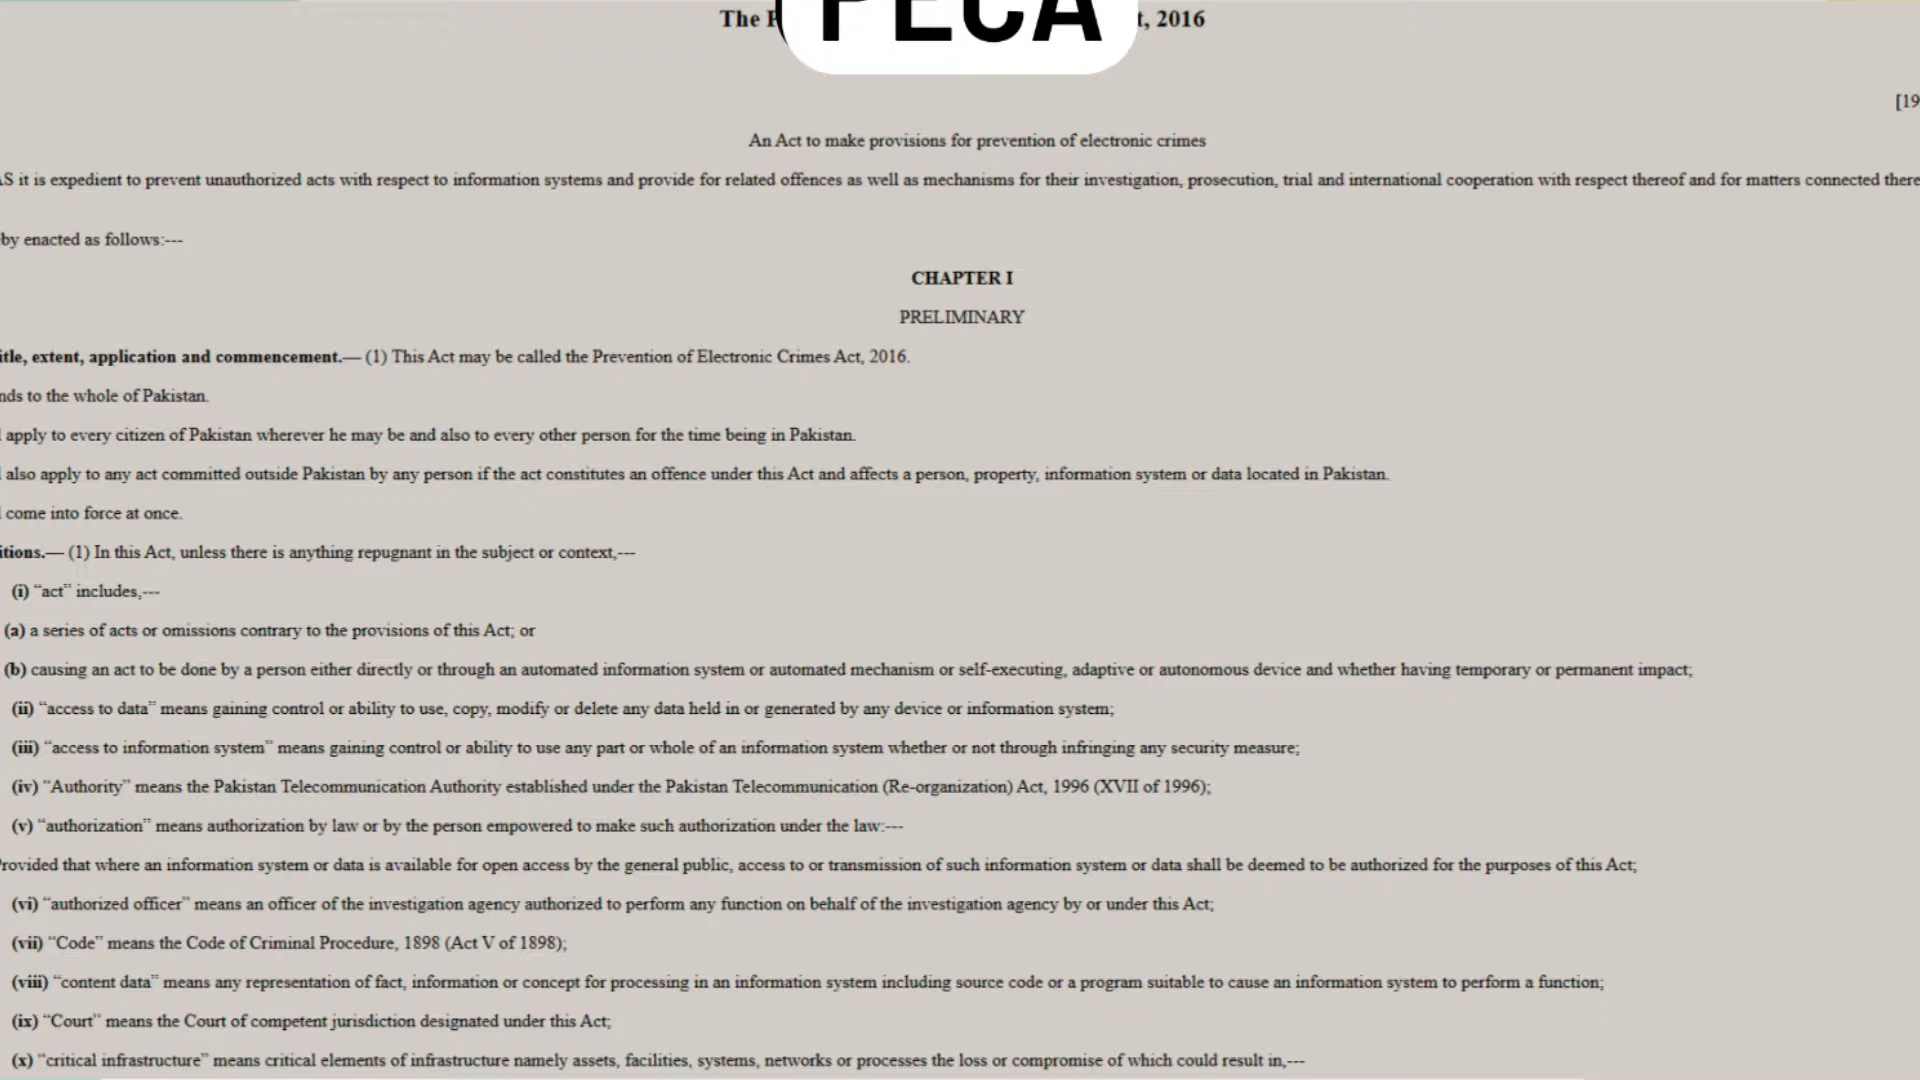 PECA
The P t, 2016
[19
An Act to make provisions for prevention of electronic crimes
AS it is expedient to prevent unauthorized acts with respect to information systems and provide for related offences as well as mechanisms for their investigation, prosecution, trial and international cooperation with respect thereof and for matters connected there
by enacted as follows:---
CHAPTER I
PRELIMINARY
itle, extent, application and commencement.— (1) This Act may be called the Prevention of Electronic Crimes Act, 2016.
nds to the whole of Pakistan.
l apply to every citizen of Pakistan wherever he may be and also to every other person for the time being in Pakistan.
l also apply to any act committed outside Pakistan by any person if the act constitutes an offence under this Act and affects a person, property, information system or data located in Pakistan.
l come into force at once.
itions.— (1) In this Act, unless there is anything repugnant in the subject or context,---
(i) “act” includes,---
(a) a series of acts or omissions contrary to the provisions of this Act; or
(b) causing an act to be done by a person either directly or through an automated information system or automated mechanism or self-executing, adaptive or autonomous device and whether having temporary or permanent impact;
(ii) “access to data” means gaining control or ability to use, copy, modify or delete any data held in or generated by any device or information system;
(iii) “access to information system” means gaining control or ability to use any part or whole of an information system whether or not through infringing any security measure;
(iv) “Authority” means the Pakistan Telecommunication Authority established under the Pakistan Telecommunication (Re-organization) Act, 1996 (XVII of 1996);
(v) “authorization” means authorization by law or by the person empowered to make such authorization under the law:---
Provided that where an information system or data is available for open access by the general public, access to or transmission of such information system or data shall be deemed to be authorized for the purposes of this Act;
(vi) “authorized officer” means an officer of the investigation agency authorized to perform any function on behalf of the investigation agency by or under this Act;
(vii) “Code” means the Code of Criminal Procedure, 1898 (Act V of 1898);
(viii) “content data” means any representation of fact, information or concept for processing in an information system including source code or a program suitable to cause an information system to perform a function;
(ix) “Court” means the Court of competent jurisdiction designated under this Act;
(x) “critical infrastructure” means critical elements of infrastructure namely assets, facilities, systems, networks or processes the loss or compromise of which could result in,---